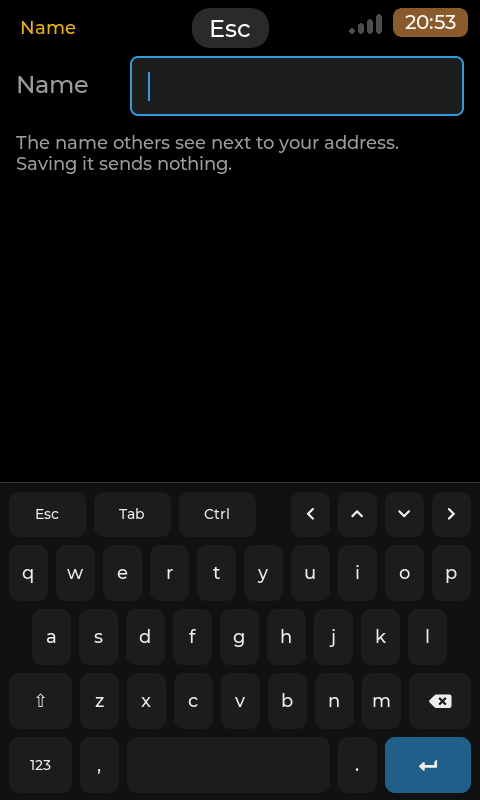 Name
Esc
20:53
Name
The name others see next to your address.
Saving it sends nothing.
Esc Tab Ctrl
q w e r t y u i o p
a s d f g h j k l
z x c v b n m
123 , .